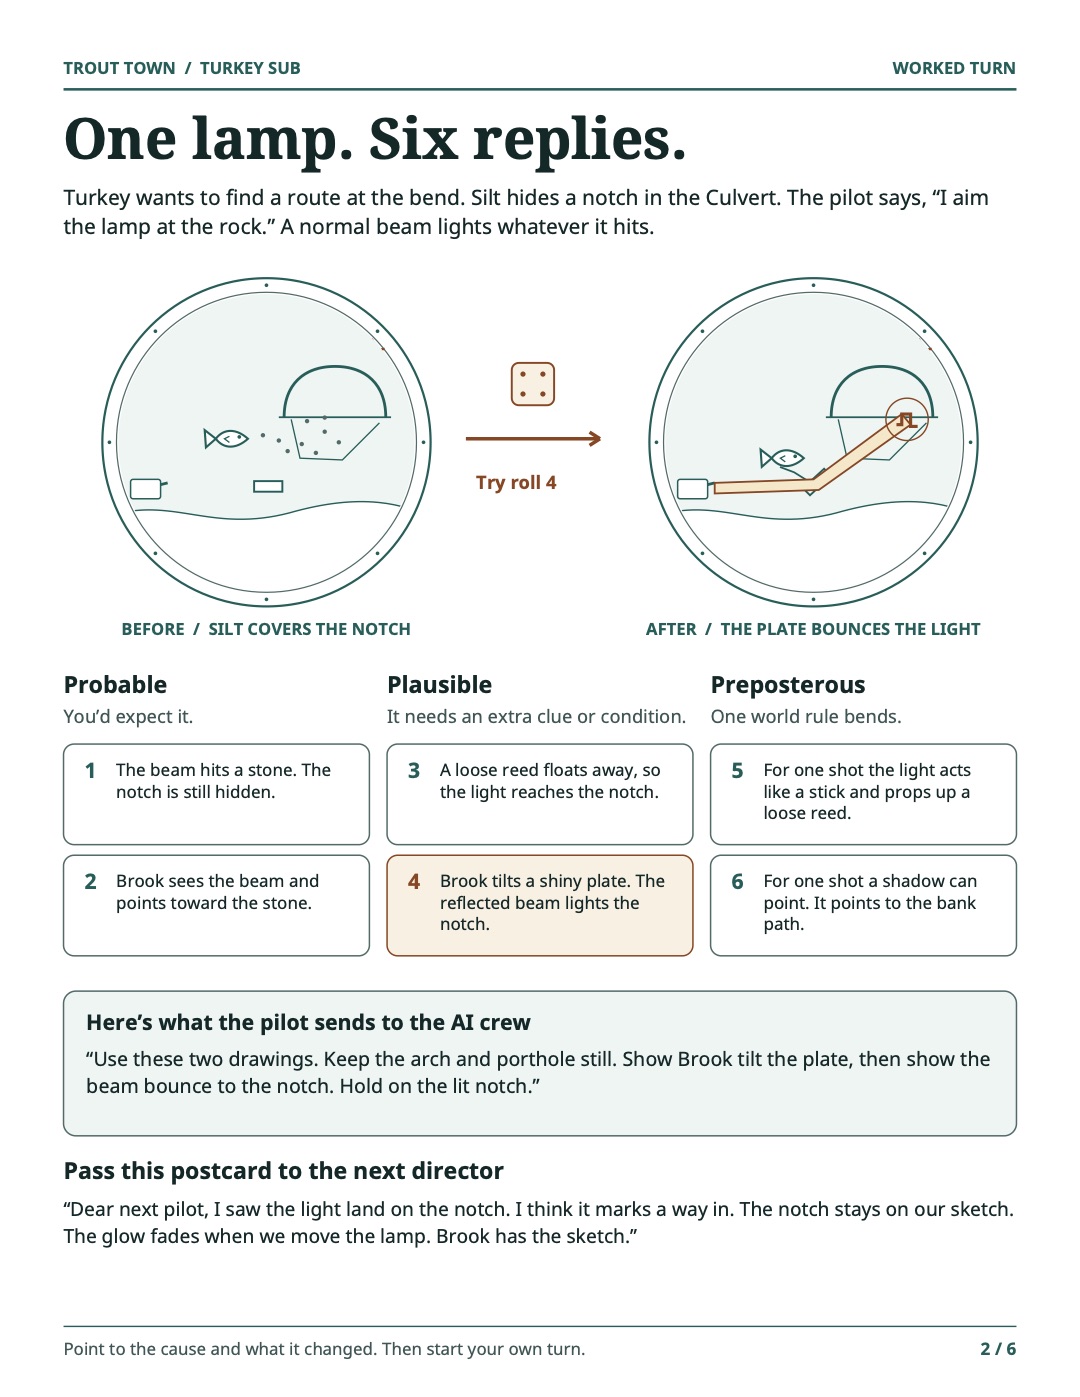 TROUT TOWN / TURKEY SUB
WORKED TURN
One lamp. Six replies.
Turkey wants to find a route at the bend. Silt hides a notch in the Culvert. The pilot says, “I aim
the lamp at the rock.” A normal beam lights whatever it hits.
Try roll 4
BEFORE / SILT COVERS THE NOTCH
AFTER / THE PLATE BOUNCES THE LIGHT
Probable
You’d expect it.
1
The beam hits a stone. The
notch is still hidden.
2
Brook sees the beam and
points toward the stone.
Plausible
It needs an extra clue or condition.
3
A loose reed floats away, so
the light reaches the notch.
4
Brook tilts a shiny plate. The
reflected beam lights the
notch.
Preposterous
One world rule bends.
5
For one shot the light acts
like a stick and props up a
loose reed.
6
For one shot a shadow can
point. It points to the bank
path.
Here’s what the pilot sends to the AI crew
“Use these two drawings. Keep the arch and porthole still. Show Brook tilt the plate, then show the
beam bounce to the notch. Hold on the lit notch.”
Pass this postcard to the next director
“Dear next pilot, I saw the light land on the notch. I think it marks a way in. The notch stays on our sketch.
The glow fades when we move the lamp. Brook has the sketch.”
Point to the cause and what it changed. Then start your own turn.
2 / 6